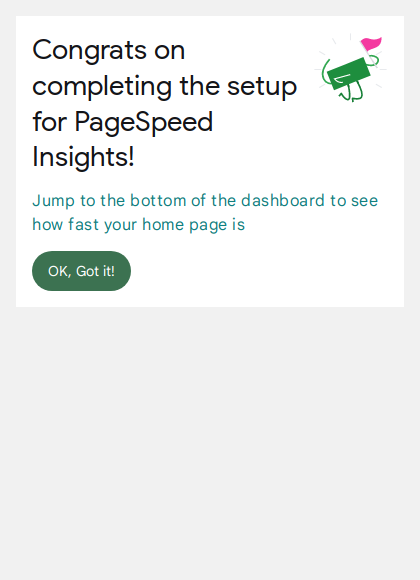 Congrats on
completing the setup
for PageSpeed
Insights!
Jump to the bottom of the dashboard to see
how fast your home page is
OK, Got it!